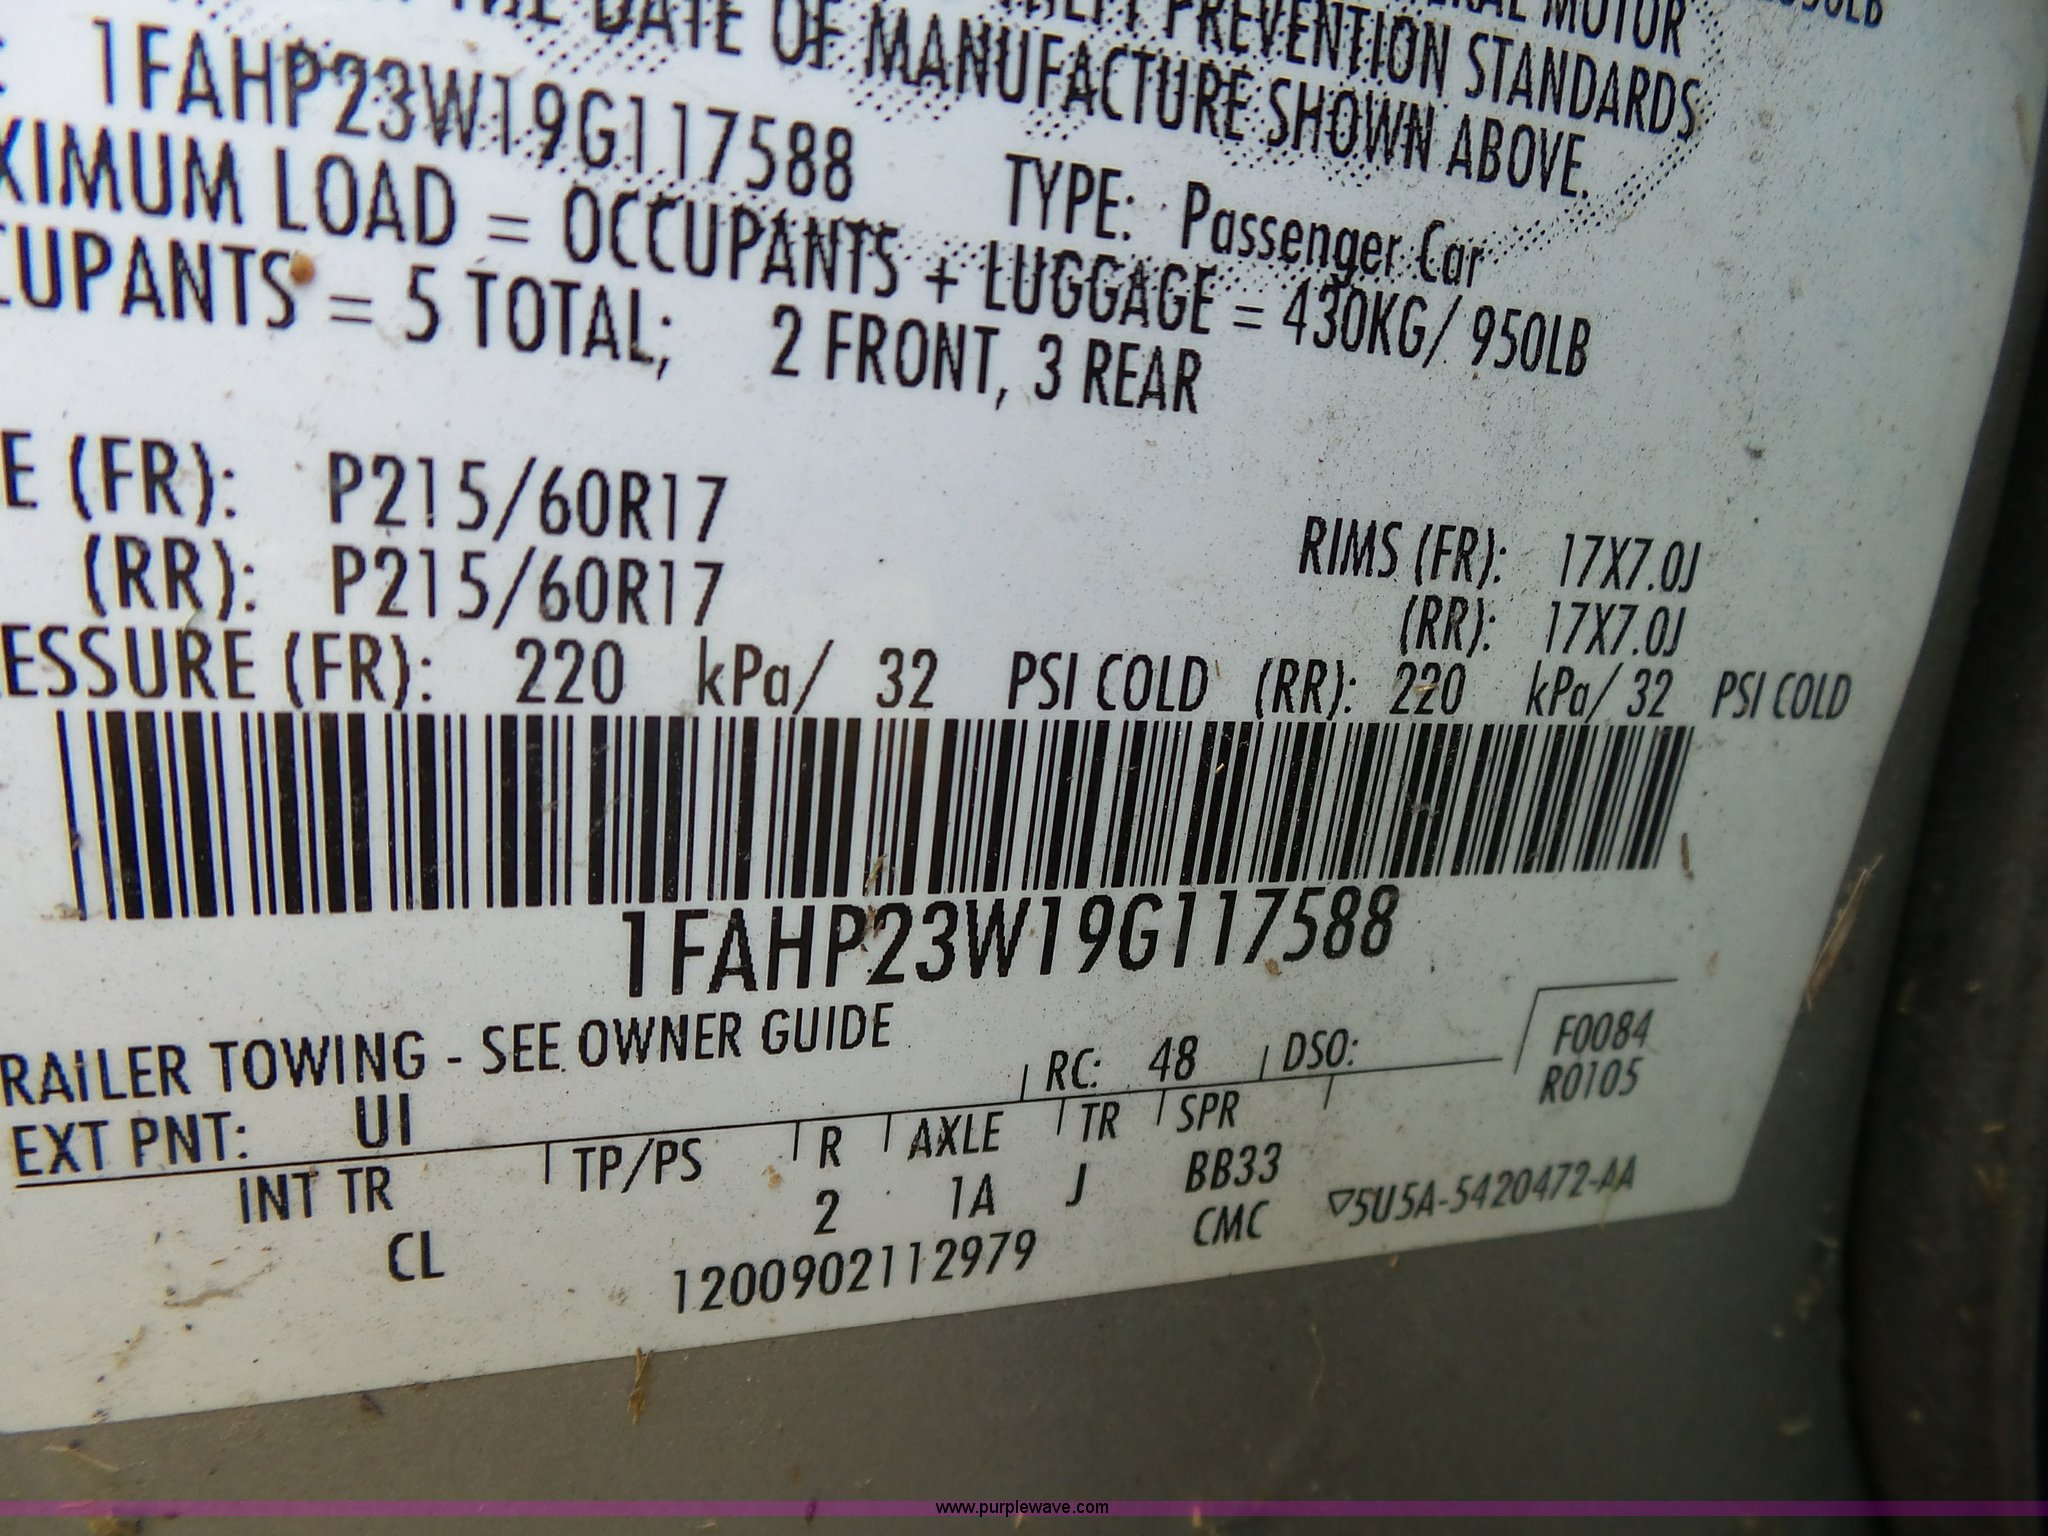 THE DATE OF MANUFACTURE SHOWN ABOVE.
THEFT PREVENTION STANDARDS
MOTOR
1FAHP23W19G117588
TYPE: Passenger Car
LOAD = OCCUPANTS + LUGGAGE = 430KG/ 950LB
= 5 TOTAL; 2 FRONT, 3 REAR
(FR): P215/60R17
RIMS (FR): 17X7.0J
(RR): P215/60R17
(RR): 17X7.0J
(FR): 220 kPa/ 32 PSI COLD (RR): 220 kPa/ 32 PSI COLD
1FAHP23W19G117588
TOWING - SEE OWNER GUIDE
RC: 48 DSO:
F0084
R0105
EXT PNT: UI
INT TR TP/PS R AXLE TR SPR
CL 2 1A J BB33
1200902112979 CMC 5U5A-5420472-AA
www.purplewave.com